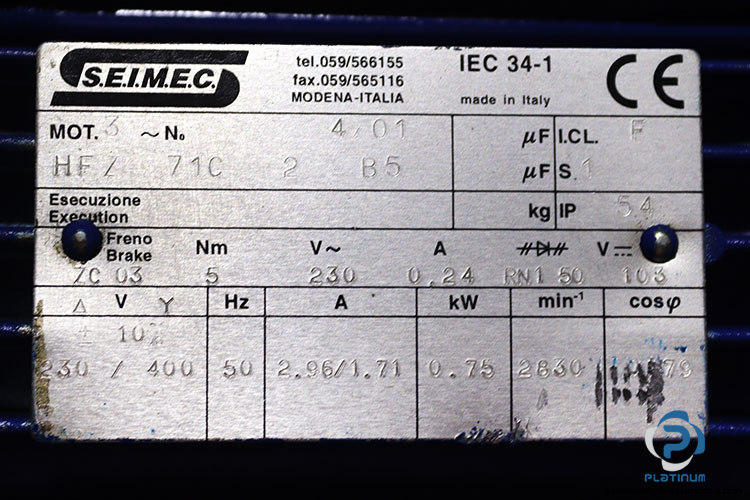 S.E.I.M.E.C.
tel.059/566155
fax.059/565116
MODENA-ITALIA
IEC 34-1
made in Italy
CE
MOT. 3 ~ No 4/01 µF I.CL. F
HF/ 71C 2 B5 µF S. 1
Esecuzione
Execution kg IP 54
Freno
Brake Nm V~ A V
ZC 03 5 230 0,24 RN1 50 103
Δ V Y Hz A kW min-1 cosφ
± 10%
230 / 400 50 2.96/1.71 0.75 2830
PLATINUM